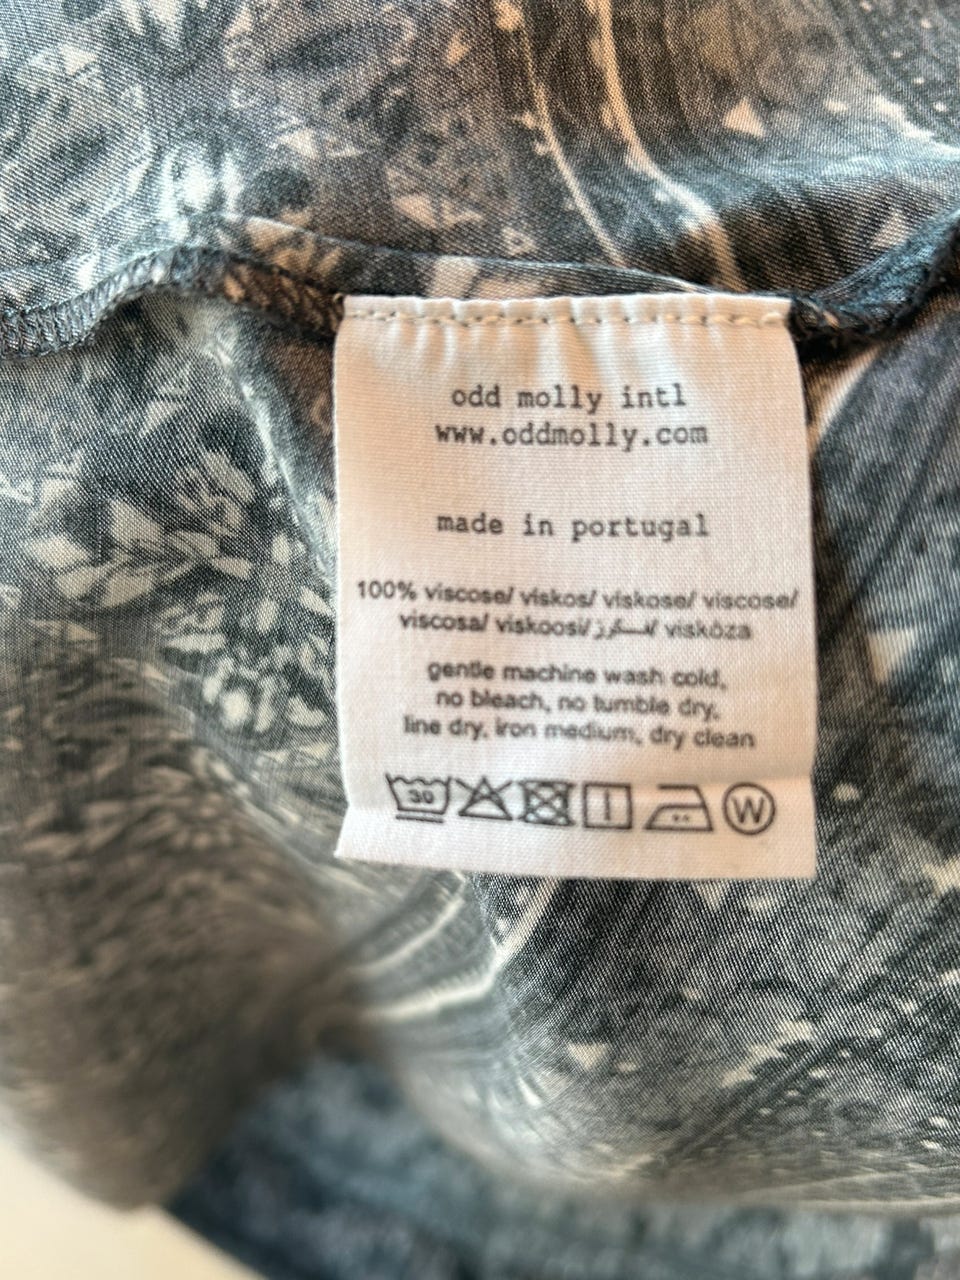 odd molly intl
www.oddmolly.com
made in portugal
100% viscose/ viskos/ viskose/ viscose/
viscosa/ viskoosi/ viskóza
gentle machine wash cold,
no bleach, no tumble dry,
line dry, iron medium, dry clean
30 W